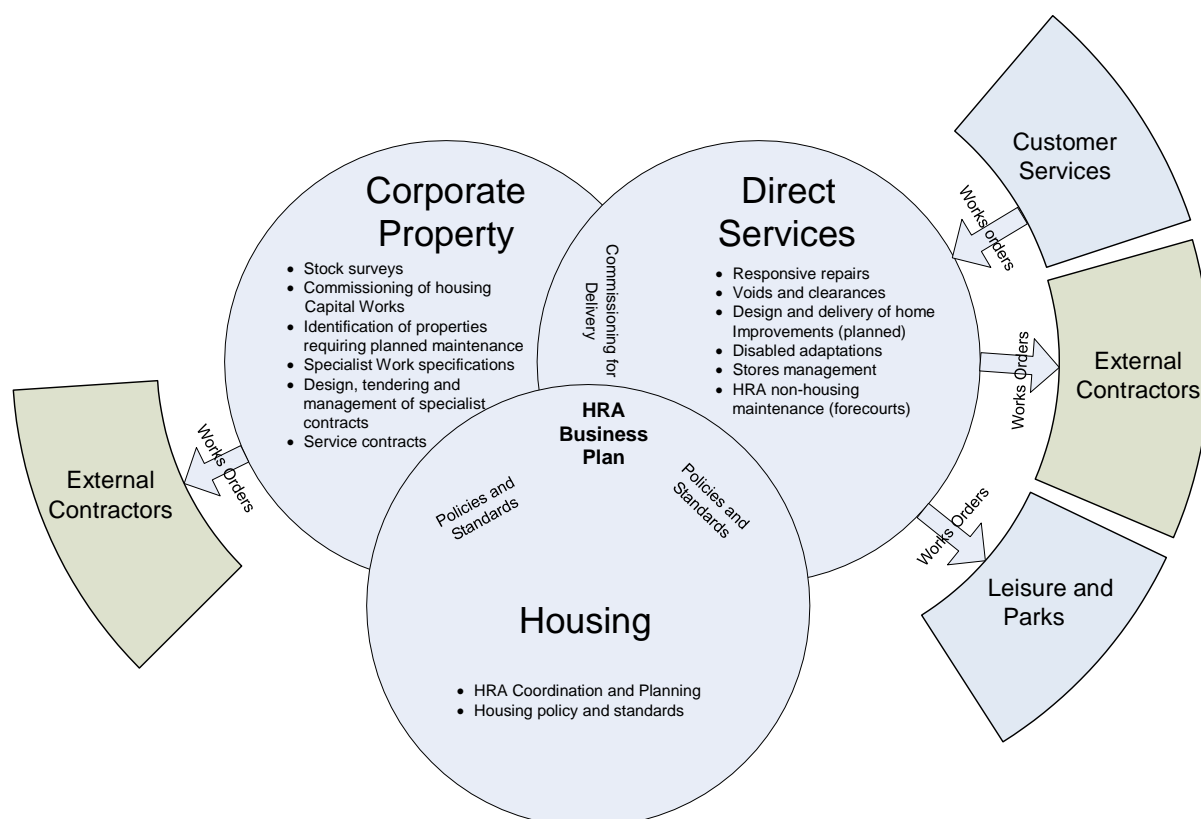 Corporate
Property
• Stock surveys
• Commissioning of housing
Capital Works
• Identification of properties
requiring planned maintenance
• Specialist Work specifications
• Design, tendering and
management of specialist
contracts
• Service contracts
Commissioning for
Delivery
Direct
Services
• Responsive repairs
• Voids and clearances
• Design and delivery of home
Improvements (planned)
• Disabled adaptations
• Stores management
• HRA non-housing
maintenance (forecourts)
HRA
Business
Plan
Policies and
Standards
Policies and
Standards
Housing
• HRA Coordination and Planning
• Housing policy and standards
External
Contractors
Works Orders
Customer
Services
Works orders
External
Contractors
Works Orders
Leisure and
Parks
Works Orders